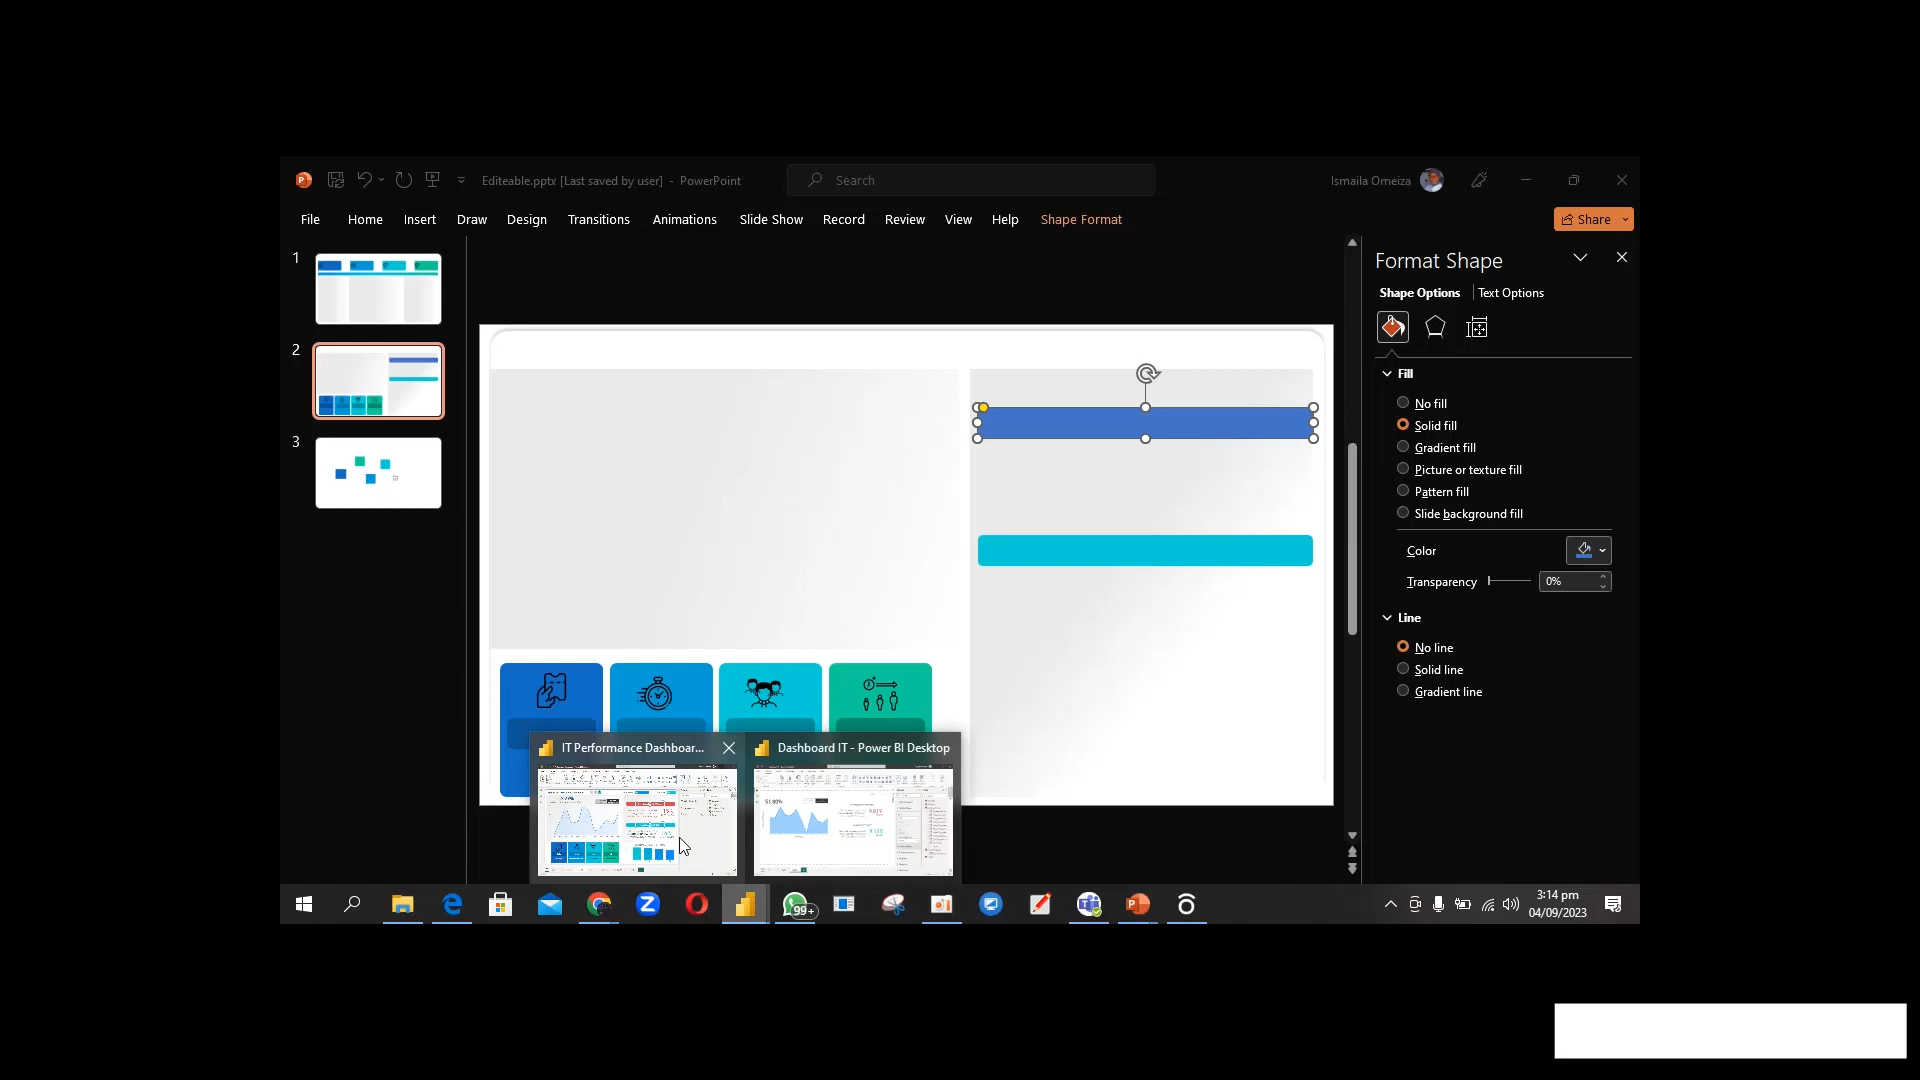 Editeable.pptx [Last saved by user] - PowerPoint
Search
Ismaila Omeiza
File Home Insert Draw Design Transitions Animations Slide Show Record Review View Help Shape Format
Share
1
2
3
Format Shape
Shape Options Text Options
Fill
No fill
Solid fill
Gradient fill
Picture or texture fill
Pattern fill
Slide background fill
Color
Transparency 0%
Line
No line
Solid line
Gradient line
IT Performance Dashboar...
Dashboard IT - Power BI Desktop
51.80%
99+
3:14 pm
04/09/2023